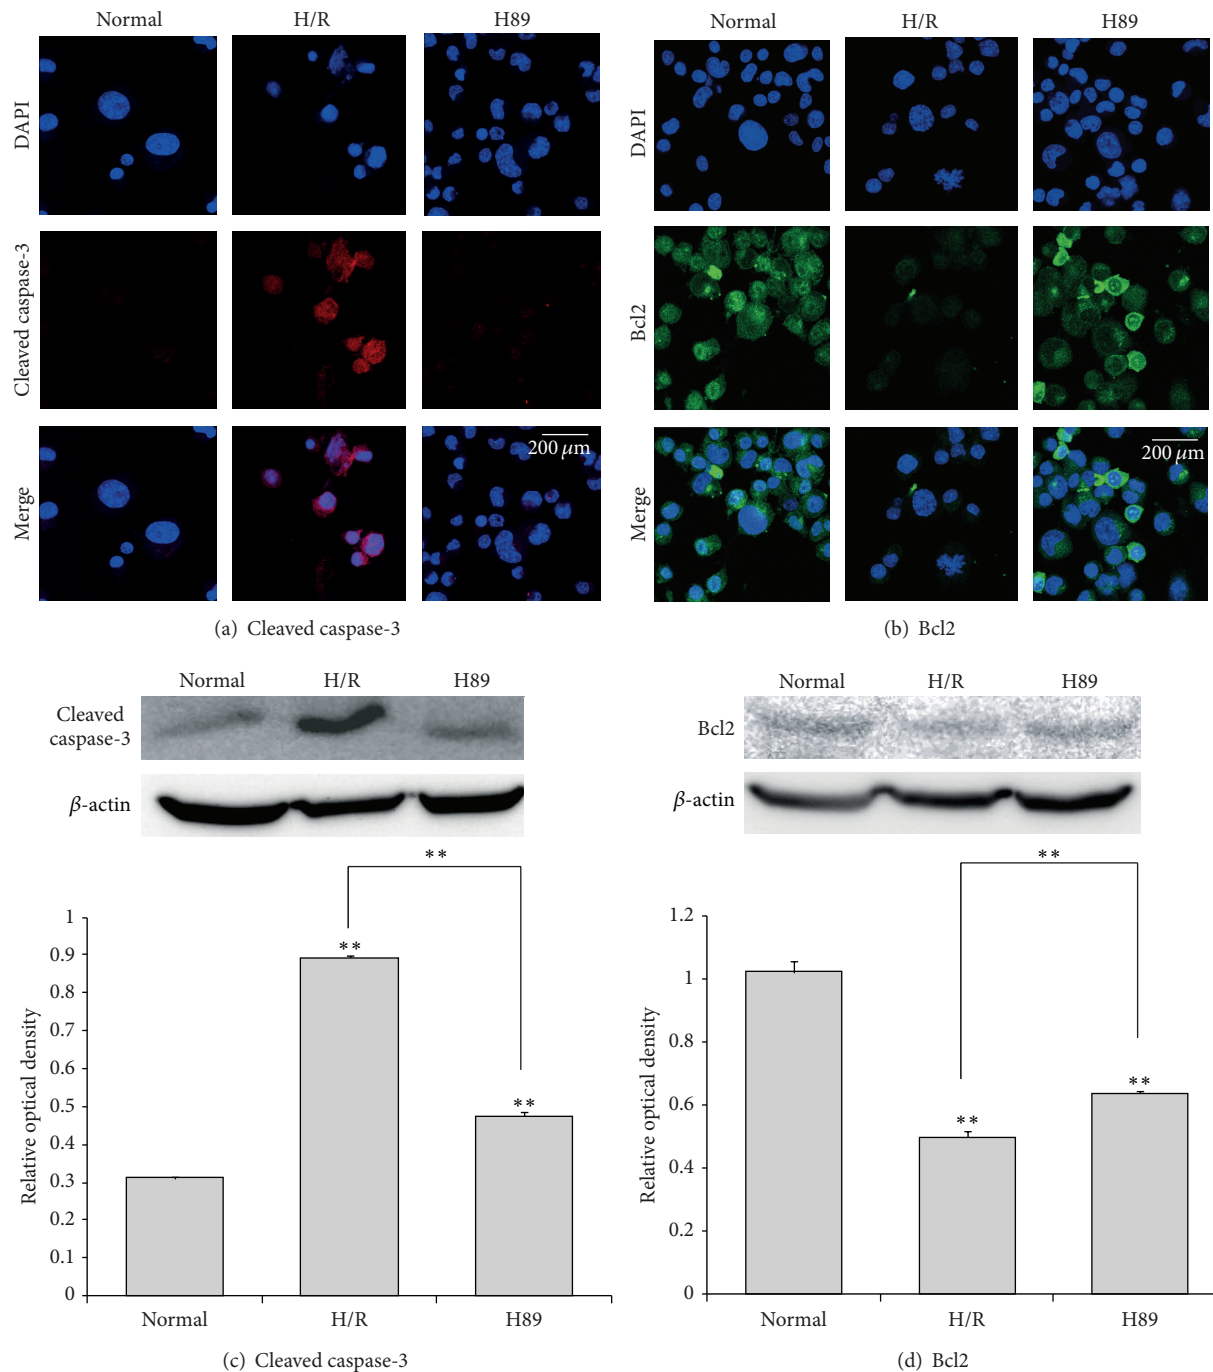 Normal H/R H89
DAPI
Cleaved caspase-3
Merge
200 μm
(a) Cleaved caspase-3
Normal H/R H89
DAPI
Bcl2
Merge
200 μm
(b) Bcl2
Normal H/R H89
Cleaved
caspase-3
β-actin
**
1
0.9
0.8
0.7
0.6
0.5
0.4
0.3
0.2
0.1
0
Relative optical density
**
**
Normal H/R H89
(c) Cleaved caspase-3
Normal H/R H89
Bcl2
β-actin
**
1.2
1
0.8
0.6
0.4
0.2
0
Relative optical density
**
**
Normal H/R H89
(d) Bcl2